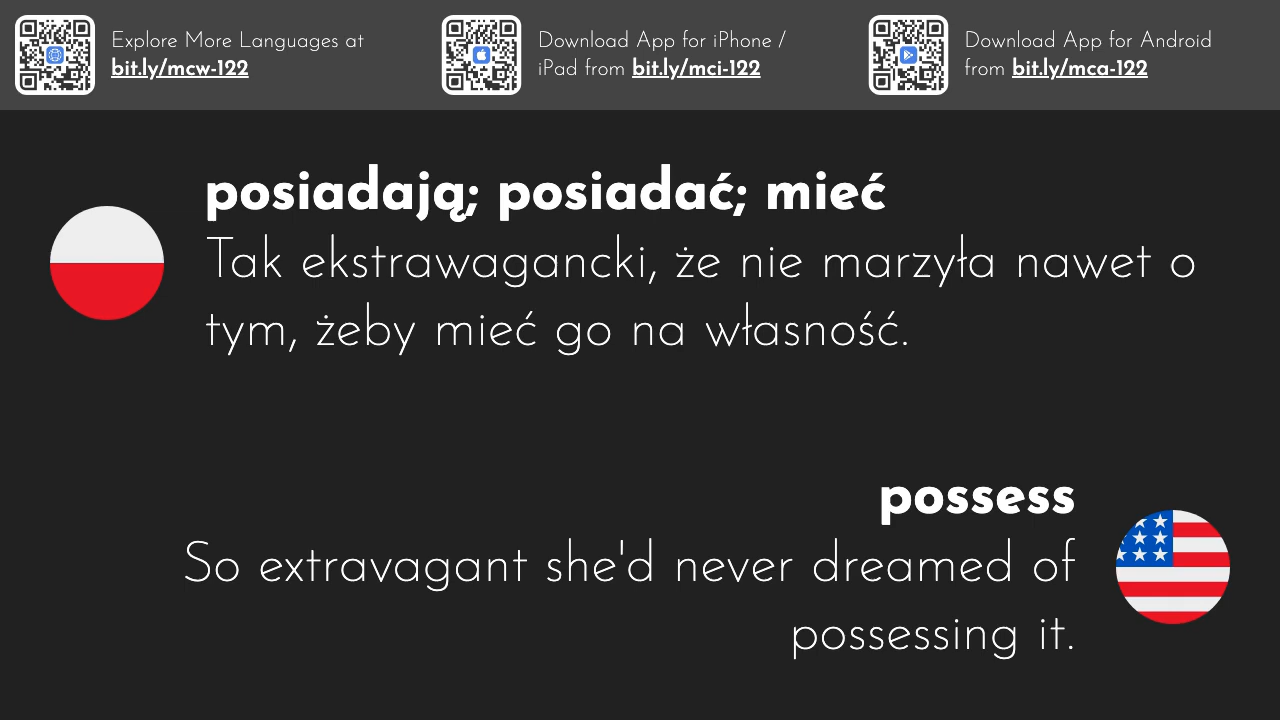 Explore More Languages at
bit.ly/mcw-122
Download App for iPhone /
iPad from bit.ly/mci-122
Download App for Android
from bit.ly/mca-122
posiadają; posiadać; mieć
Tak ekstrawagancki, że nie marzyła nawet o
tym, żeby mieć go na własność.
possess
So extravagant she'd never dreamed of
possessing it.